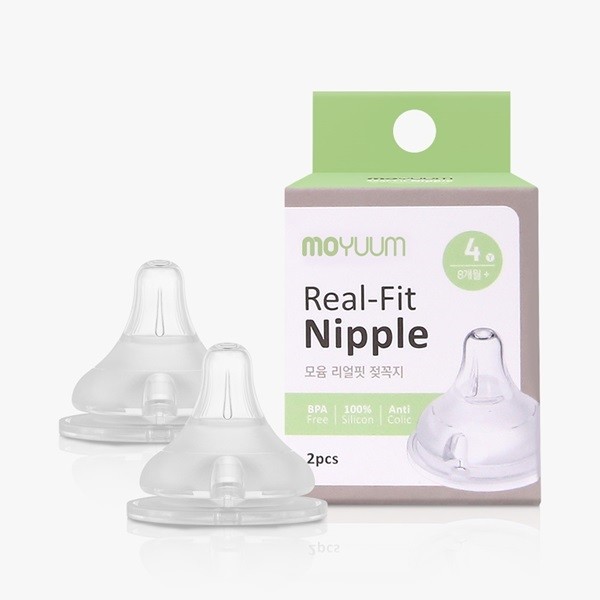 MOYUUM
4 Y
8개월 +
Real-Fit
Nipple
모윰 리얼핏 젖꼭지
BPA Free
100% Silicon
Anti Colic
2pcs